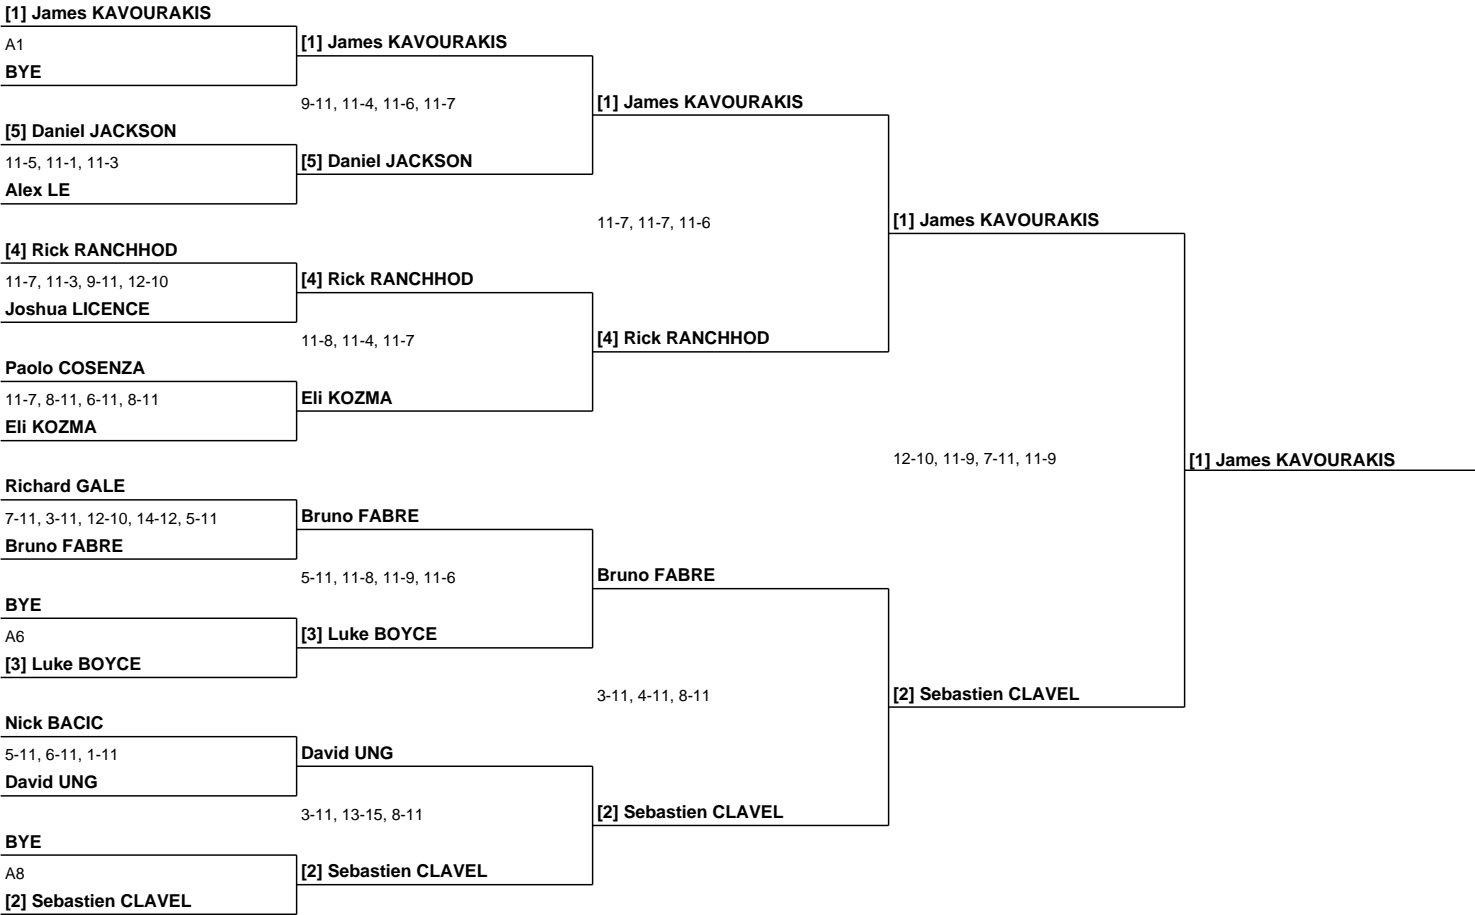 [1] James KAVOURAKIS
A1
BYE
[5] Daniel JACKSON
11-5, 11-1, 11-3
Alex LE
[4] Rick RANCHHOD
11-7, 11-3, 9-11, 12-10
Joshua LICENCE
Paolo COSENZA
11-7, 8-11, 6-11, 8-11
Eli KOZMA
Richard GALE
7-11, 3-11, 12-10, 14-12, 5-11
Bruno FABRE
BYE
A6
[3] Luke BOYCE
Nick BACIC
5-11, 6-11, 1-11
David UNG
BYE
A8
[2] Sebastien CLAVEL
[1] James KAVOURAKIS
9-11, 11-4, 11-6, 11-7
[5] Daniel JACKSON
[4] Rick RANCHHOD
11-8, 11-4, 11-7
Eli KOZMA
Bruno FABRE
5-11, 11-8, 11-9, 11-6
[3] Luke BOYCE
David UNG
3-11, 13-15, 8-11
[2] Sebastien CLAVEL
[1] James KAVOURAKIS
11-7, 11-7, 11-6
[4] Rick RANCHHOD
Bruno FABRE
3-11, 4-11, 8-11
[2] Sebastien CLAVEL
[1] James KAVOURAKIS
12-10, 11-9, 7-11, 11-9
[2] Sebastien CLAVEL
[1] James KAVOURAKIS